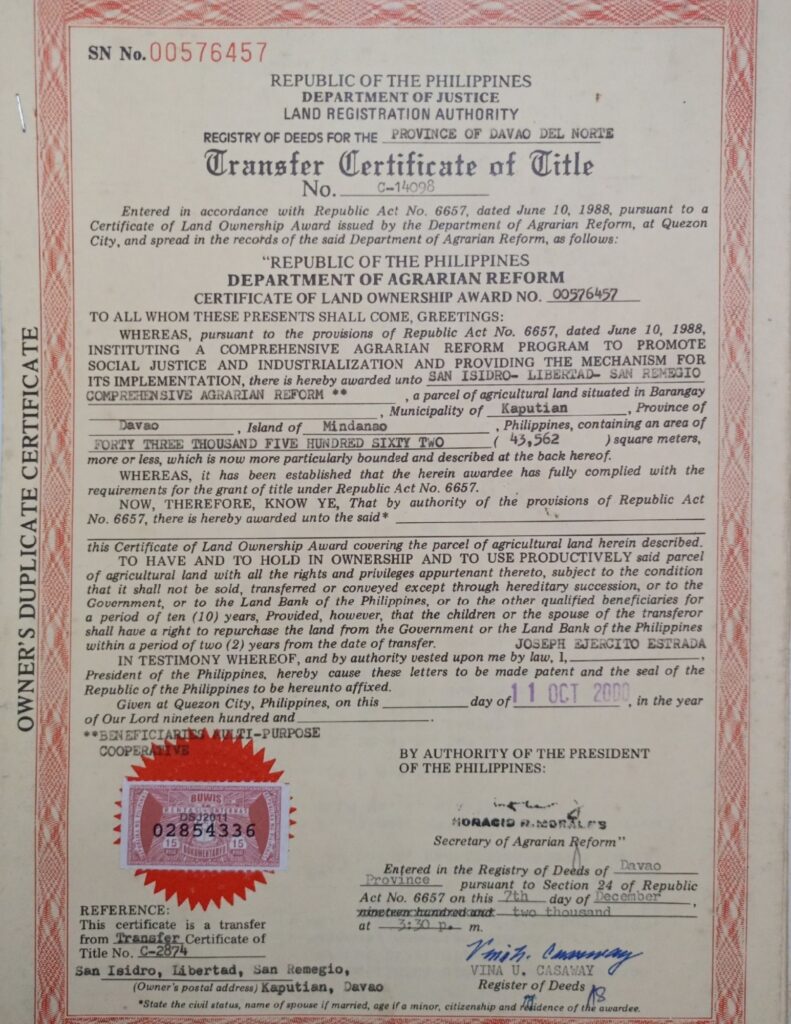 SN No. 00576457
REPUBLIC OF THE PHILIPPINES
DEPARTMENT OF JUSTICE
LAND REGISTRATION AUTHORITY
REGISTRY OF DEEDS FOR THE PROVINCE OF DAVAO DEL NORTE
Transfer Certificate of Title
No. C-14098
Entered in accordance with Republic Act No. 6657, dated June 10, 1988, pursuant to a
Certificate of Land Ownership Award issued by the Department of Agrarian Reform, at Quezon
City, and spread in the records of the said Department of Agrarian Reform, as follows:
"REPUBLIC OF THE PHILIPPINES
DEPARTMENT OF AGRARIAN REFORM
CERTIFICATE OF LAND OWNERSHIP AWARD NO. 00576457
TO ALL WHOM THESE PRESENTS SHALL COME, GREETINGS:
WHEREAS, pursuant to the provisions of Republic Act No. 6657, dated June 10, 1988,
INSTITUTING A COMPREHENSIVE AGRARIAN REFORM PROGRAM TO PROMOTE
SOCIAL JUSTICE AND INDUSTRIALIZATION AND PROVIDING THE MECHANISM FOR
ITS IMPLEMENTATION, there is hereby awarded unto SAN ISIDRO- LIBERTAD- SAN REMEGIO
COMPREHENSIVE AGRARIAN REFORM ** , a parcel of agricultural land situated in Barangay
, Municipality of Kaputian , Province of
Davao , Island of Mindanao , Philippines, containing an area of
FORTY THREE THOUSAND FIVE HUNDRED SIXTY TWO ( 43,562 ) square meters,
more or less, which is now more particularly bounded and described at the back hereof.
WHEREAS, it has been established that the herein awardee has fully complied with the
requirements for the grant of title under Republic Act No. 6657.
NOW, THEREFORE, KNOW YE, That by authority of the provisions of Republic Act
No. 6657, there is hereby awarded unto the said*
this Certificate of Land Ownership Award covering the parcel of agricultural land herein described.
TO HAVE AND TO HOLD IN OWNERSHIP AND TO USE PRODUCTIVELY said parcel
of agricultural land with all the rights and privileges appurtenant thereto, subject to the condition
that it shall not be sold, transferred or conveyed except through hereditary succession, or to the
Government, or to the Land Bank of the Philippines, or to the other qualified beneficiaries for
a period of ten (10) years, Provided, however, that the children or the spouse of the transferor
shall have a right to repurchase the land from the Government or the Land Bank of the Philippines
within a period of two (2) years from the date of transfer. JOSEPH EJERCITO ESTRADA
IN TESTIMONY WHEREOF, and by authority vested upon me by law, I, ,
President of the Philippines, hereby cause these letters to be made patent and the seal of the
Republic of the Philippines to be hereunto affixed.
Given at Quezon City, Philippines, on this day of 11 OCT 2000, in the year
of Our Lord nineteen hundred and .
**BENEFICIARIES MULTI-PURPOSE
COOPERATIVE
BY AUTHORITY OF THE PRESIDENT
OF THE PHILIPPINES:
HORACIO R. MORALES
Secretary of Agrarian Reform"
BUWIS
DSJ2011
02854336
15 15
DOKUMENTARYO
Entered in the Registry of Deeds of Davao
Province pursuant to Section 24 of Republic
Act No. 6657 on this 7th day of December ,
nineteen hundred and two thousand
at 3:30 p. m.
VINA U. CASAWAY
Register of Deeds
REFERENCE:
This certificate is a transfer
from Transfer Certificate of
Title No. C-2874
San Isidro, Libertad, San Remegio,
(Owner's postal address) Kaputian, Davao
*State the civil status, name of spouse if married, age if a minor, citizenship and residence of the awardee.
OWNER'S DUPLICATE CERTIFICATE